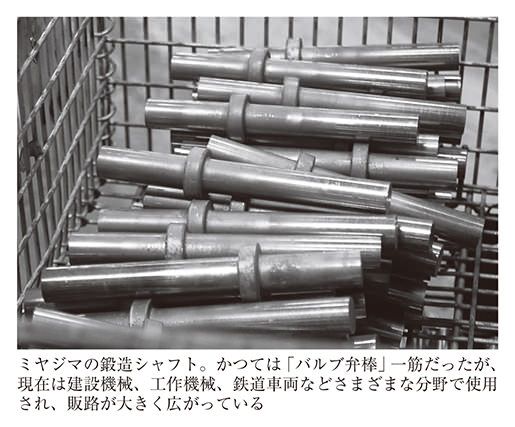 ミヤジマの鍛造シャフト。かつては「バルブ弁棒」一筋だったが、
現在は建設機械、工作機械、鉄道車両などさまざまな分野で使用
され、販路が大きく広がっている